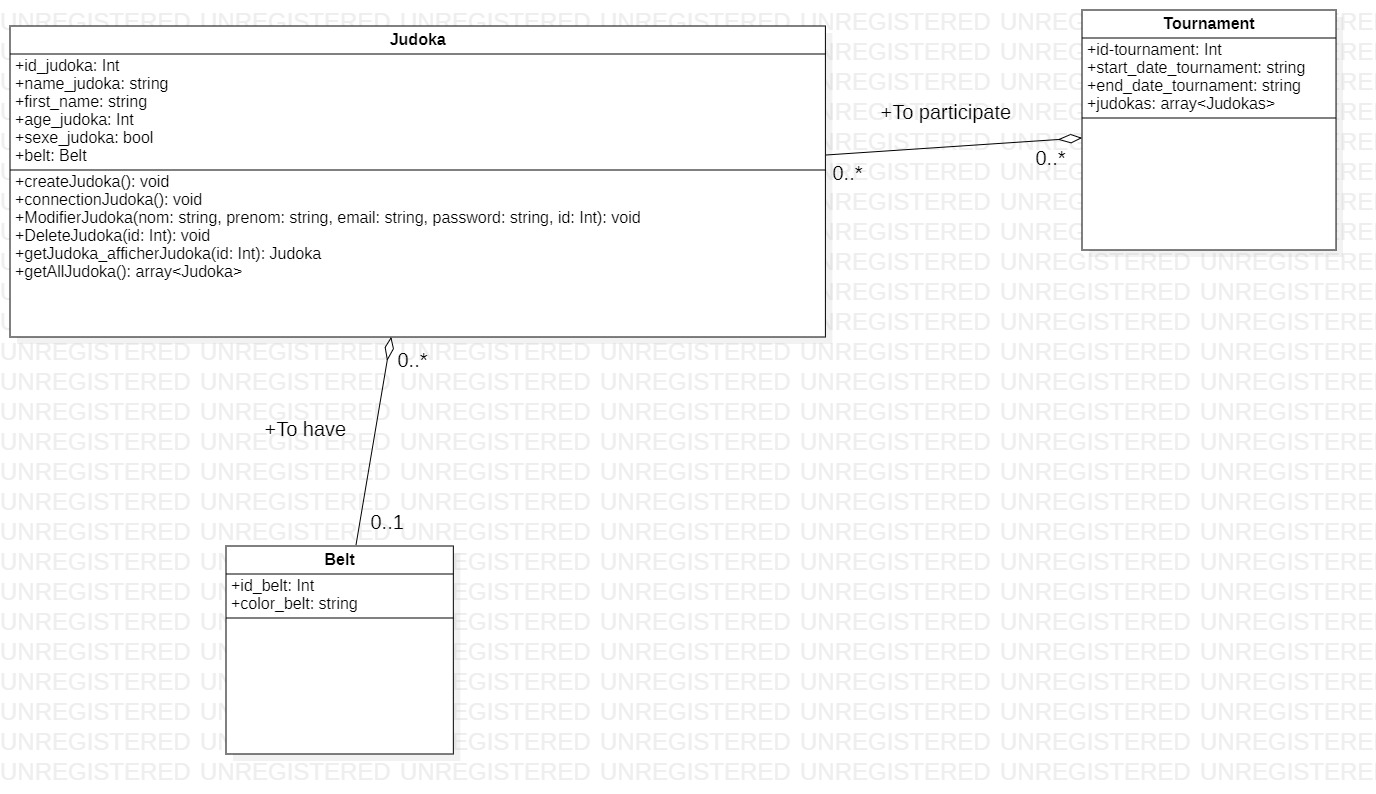 Judoka
+id_judoka: Int
+name_judoka: string
+first_name: string
+age_judoka: Int
+sexe_judoka: bool
+belt: Belt
+createJudoka(): void
+connectionJudoka(): void
+ModifierJudoka(nom: string, prenom: string, email: string, password: string, id: Int): void
+DeleteJudoka(id: Int): void
+getJudoka_afficherJudoka(id: Int): Judoka
+getAllJudoka(): array<Judoka>
+To participate
0..*
0..*
Tournament
+id-tournament: Int
+start_date_tournament: string
+end_date_tournament: string
+judokas: array<Judokas>
0..*
+To have
0..1
Belt
+id_belt: Int
+color_belt: string
UNREGISTERED UNREGISTERED UNREGISTERED UNREGISTERED UNREGISTERED UNREGISTERED UNREGISTERED